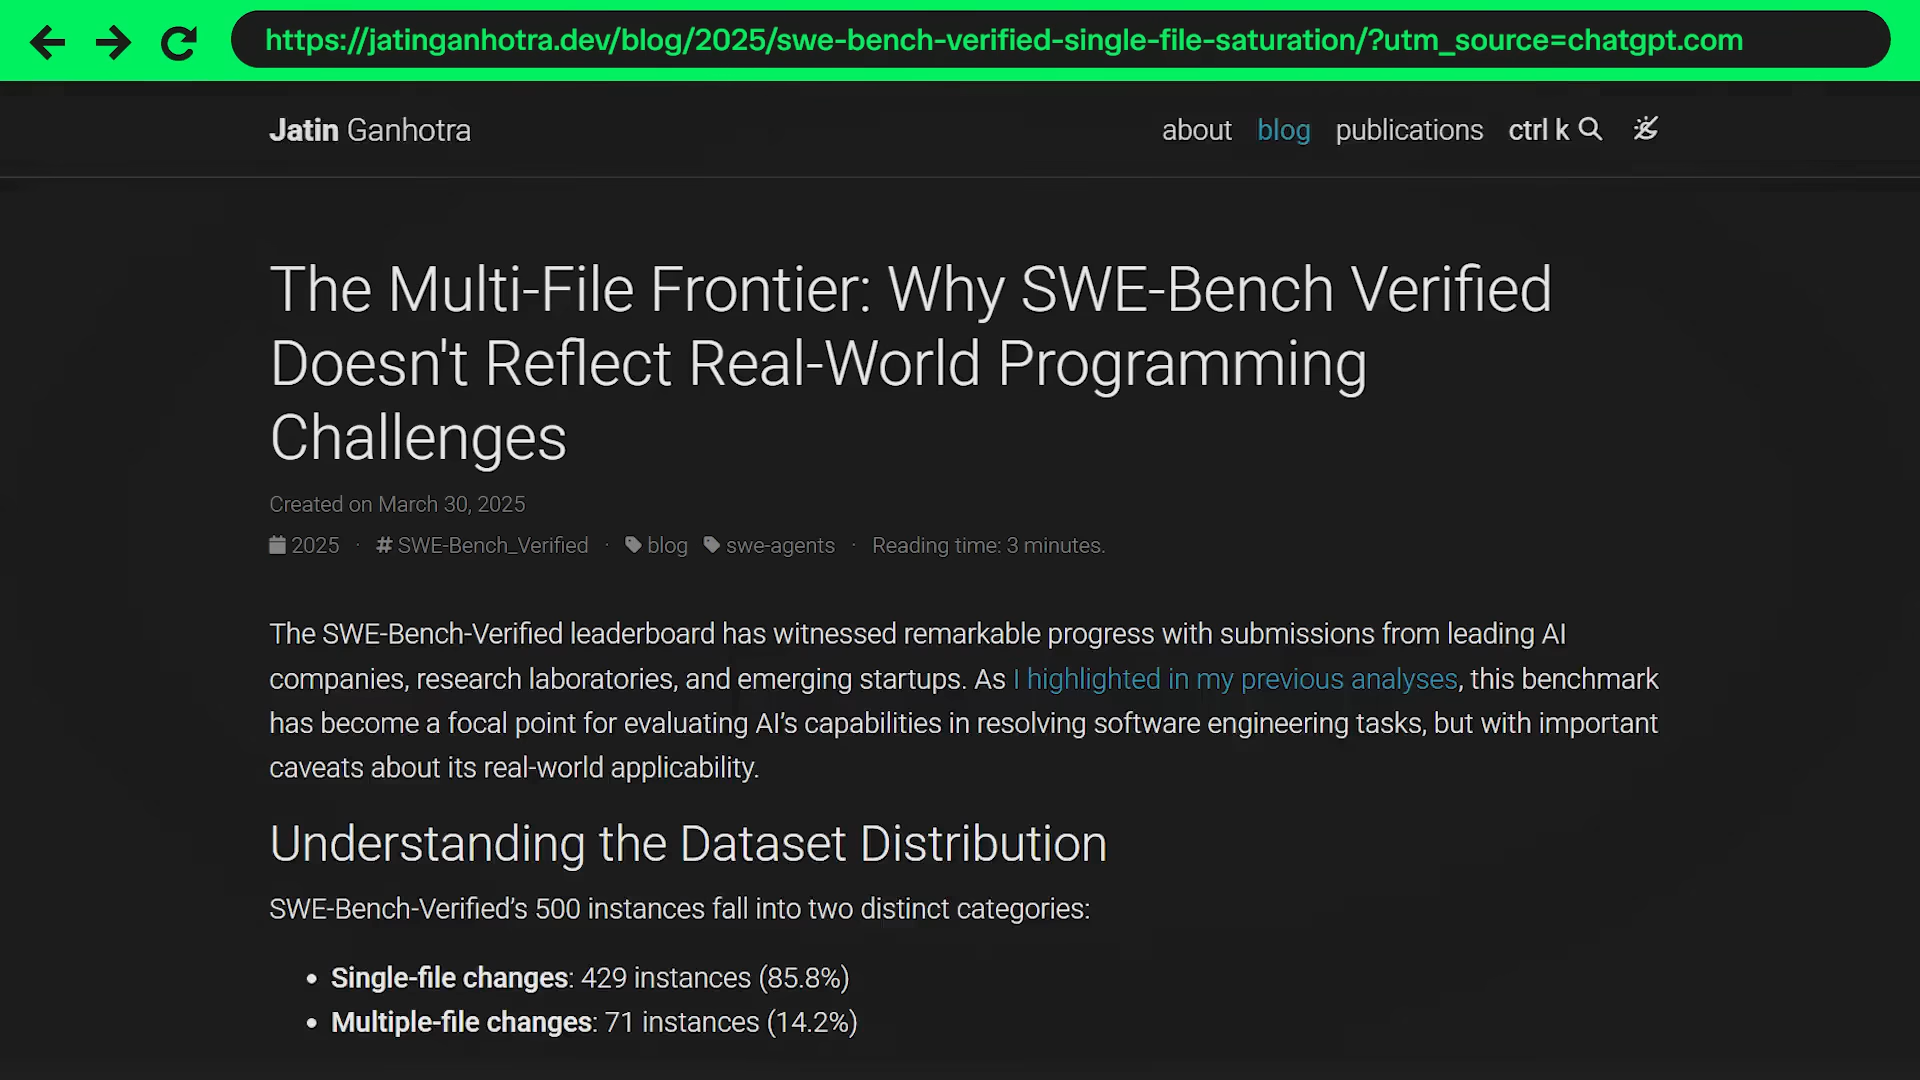 https://jatinganhotra.dev/blog/2025/swe-bench-verified-single-file-saturation/?utm_source=chatgpt.com
Jatin Ganhotra
about blog publications ctrl k
The Multi-File Frontier: Why SWE-Bench Verified
Doesn't Reflect Real-World Programming
Challenges
Created on March 30, 2025
2025 · # SWE-Bench_Verified · blog swe-agents · Reading time: 3 minutes.
The SWE-Bench-Verified leaderboard has witnessed remarkable progress with submissions from leading AI
companies, research laboratories, and emerging startups. As I highlighted in my previous analyses, this benchmark
has become a focal point for evaluating AI’s capabilities in resolving software engineering tasks, but with important
caveats about its real-world applicability.
Understanding the Dataset Distribution
SWE-Bench-Verified’s 500 instances fall into two distinct categories:
• Single-file changes: 429 instances (85.8%)
• Multiple-file changes: 71 instances (14.2%)